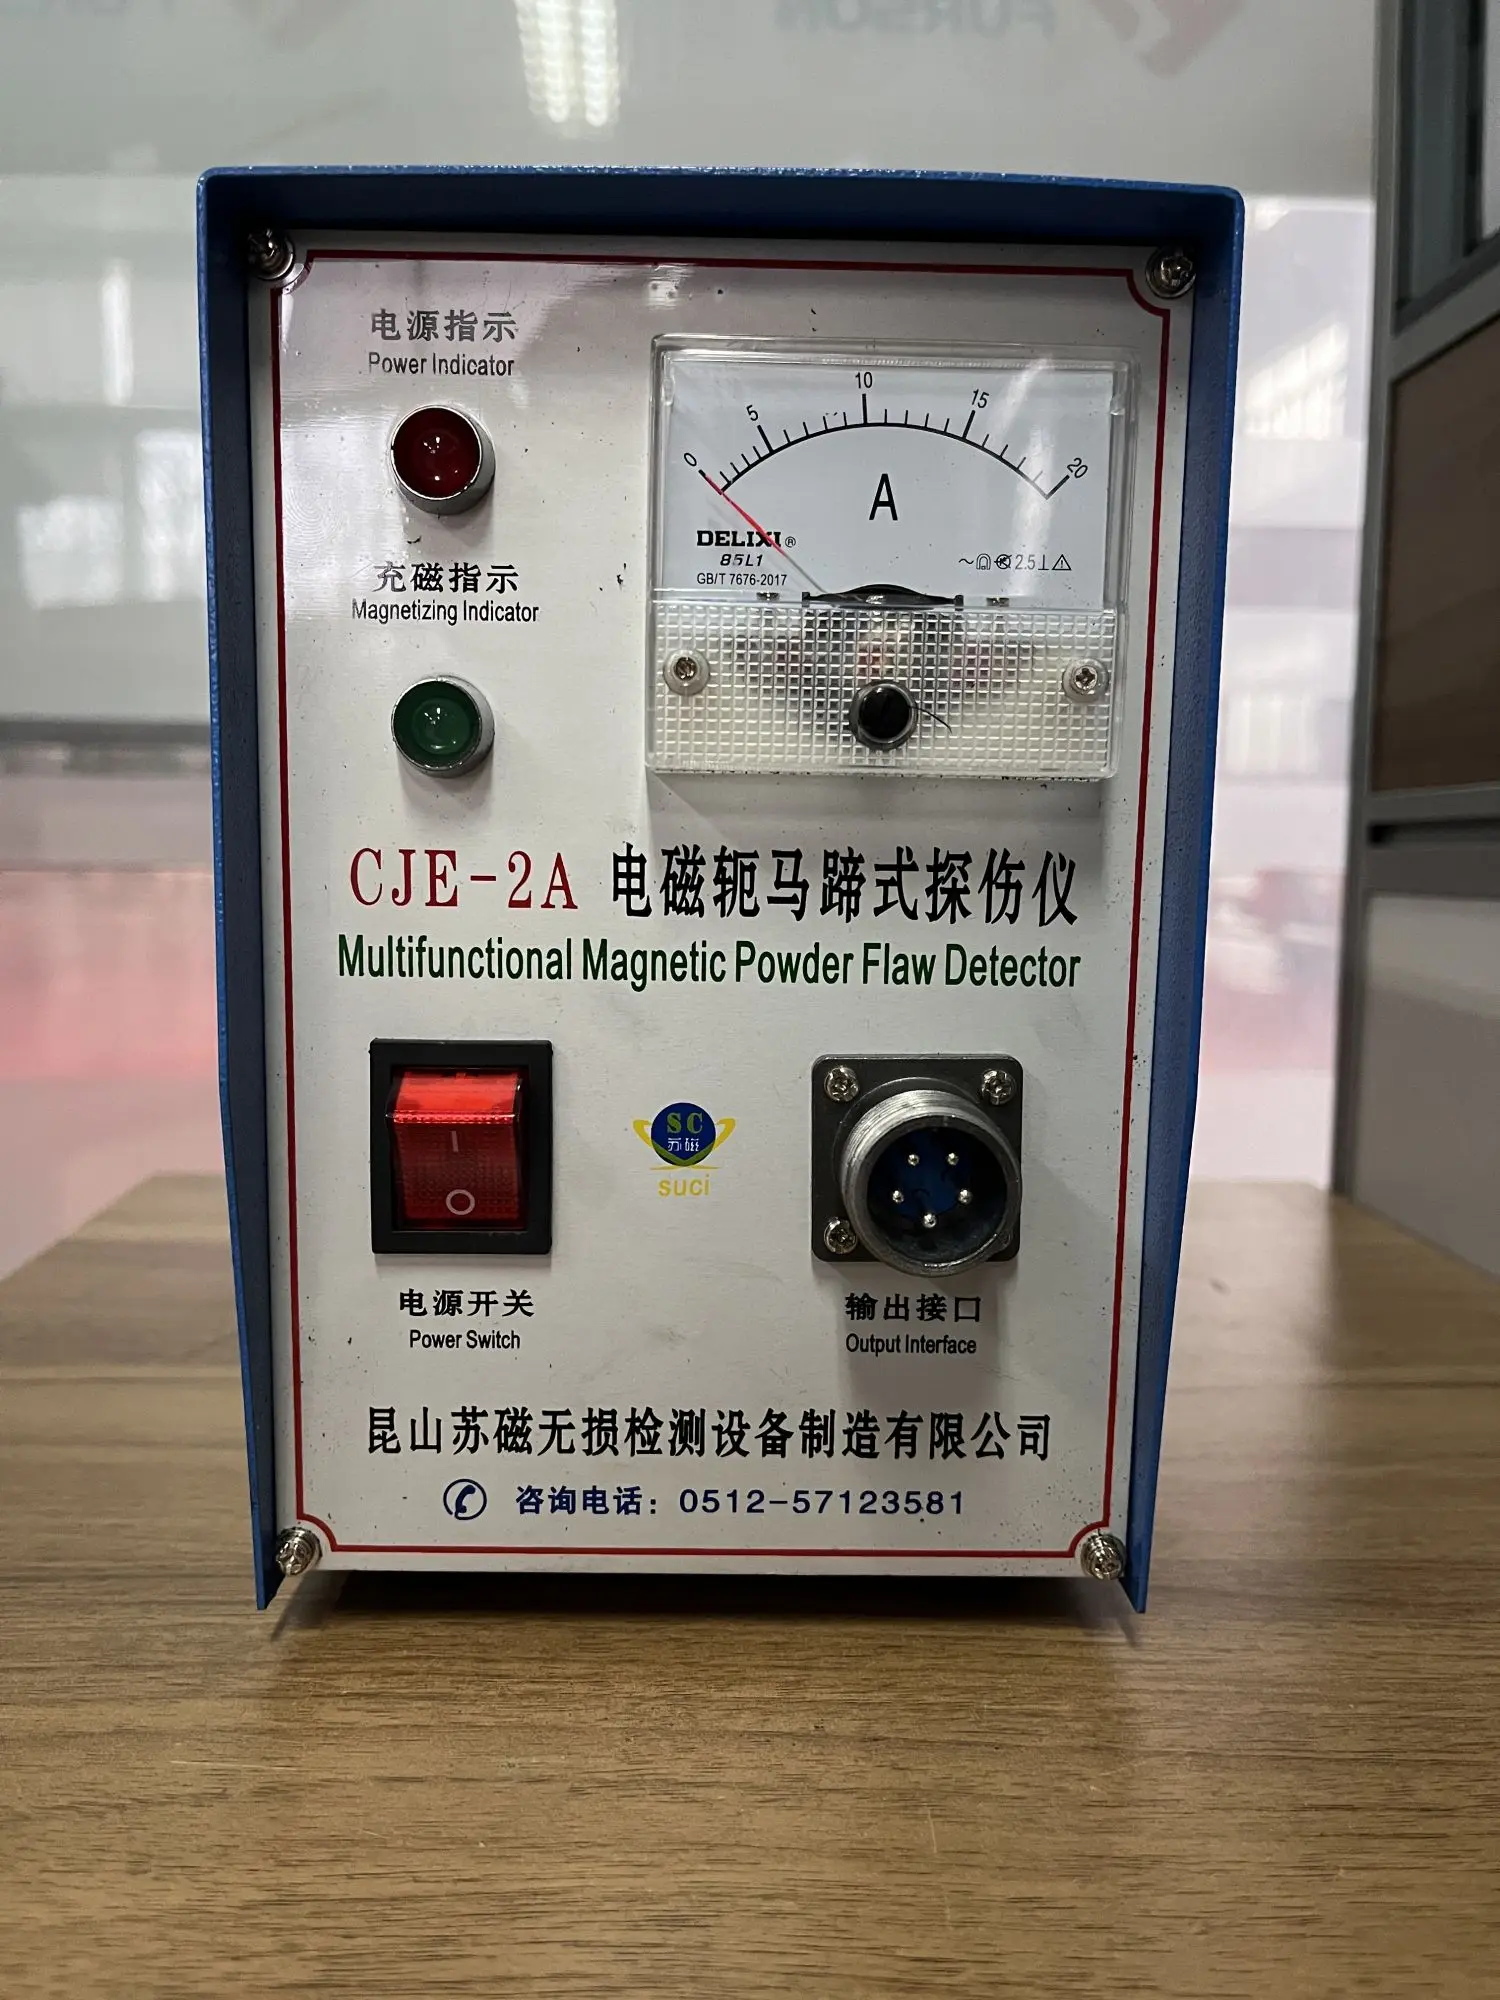 电源指示
Power Indicator
0 5 10 15 20
A
DELIXI®
85L1
GB/T 7676-2017
2.5
充磁指示
Magnetizing Indicator
CJE-2A 电磁轭马蹄式探伤仪
Multifunctional Magnetic Powder Flaw Detector
SC
苏磁
suci
电源开关
Power Switch
输出接口
Output Interface
昆山苏磁无损检测设备制造有限公司
咨询电话：0512-57123581